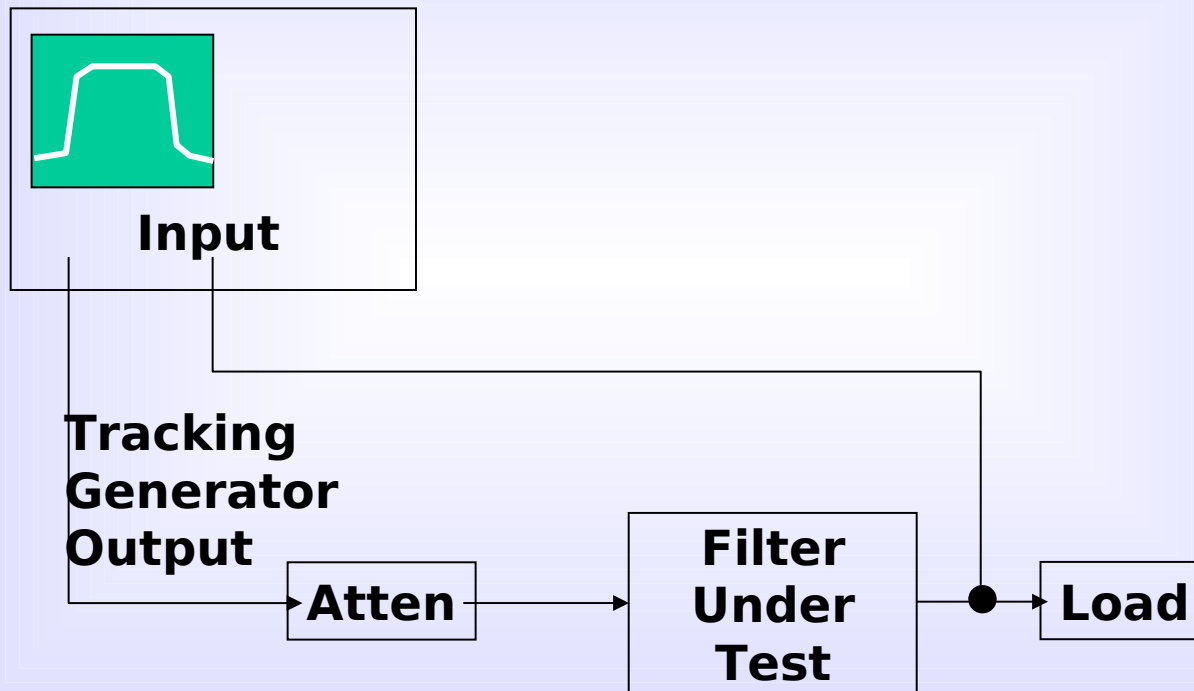 Input
Tracking
Generator
Output
Atten
Filter
Under
Test
Load